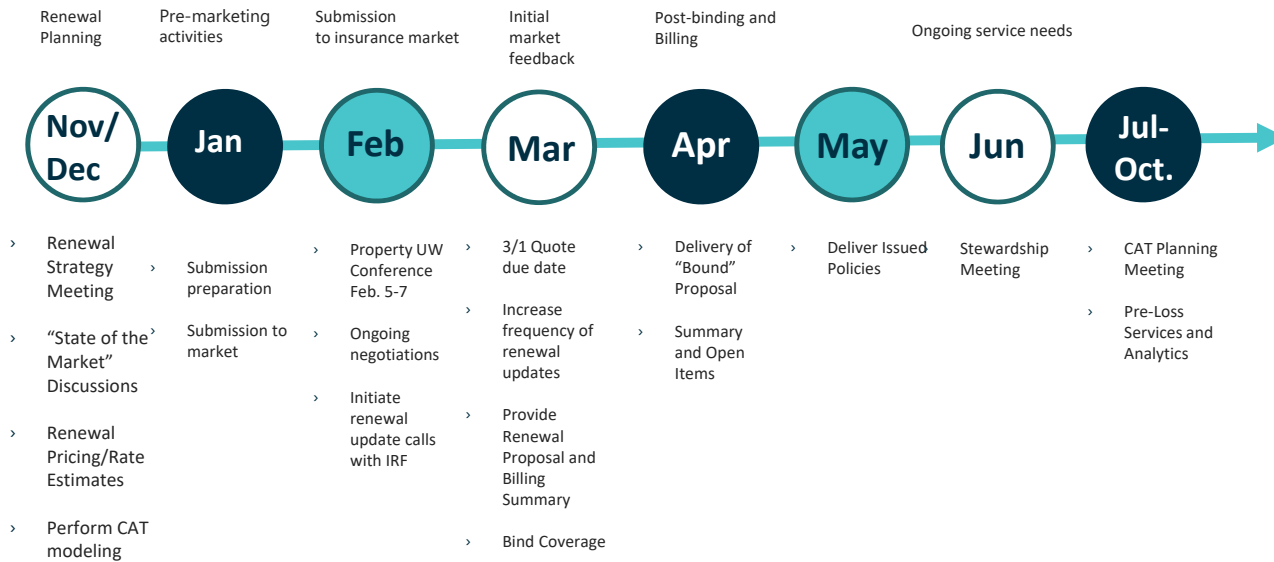 Renewal
Planning
Pre-marketing
activities
Submission
to insurance market
Initial
market
feedback
Post-binding and
Billing
Ongoing service needs
Nov/
Dec
Jan
Feb
Mar
Apr
May
Jun
Jul-
Oct.
› Renewal
Strategy
Meeting
› “State of the
Market”
Discussions
› Renewal
Pricing/Rate
Estimates
› Perform CAT
modeling
› Submission
preparation
› Submission to
market
› Property UW
Conference
Feb. 5-7
› Ongoing
negotiations
› Initiate
renewal
update calls
with IRF
› 3/1 Quote
due date
› Increase
frequency of
renewal
updates
› Provide
Renewal
Proposal and
Billing
Summary
› Bind Coverage
› Delivery of
“Bound”
Proposal
› Summary
and Open
Items
› Deliver Issued
Policies
› Stewardship
Meeting
› CAT Planning
Meeting
› Pre-Loss
Services and
Analytics